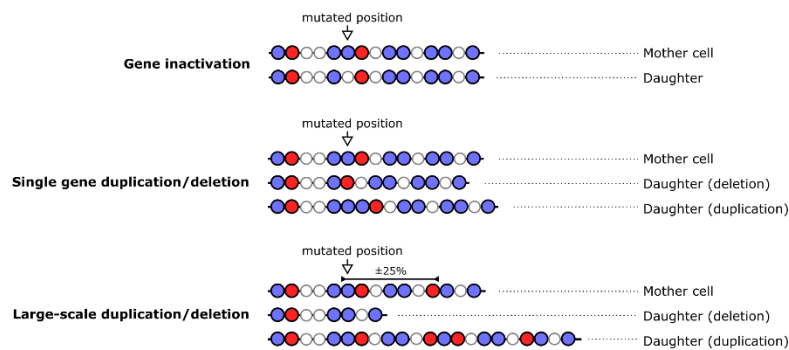 mutated position
Gene inactivation
Mother cell
Daughter
mutated position
Single gene duplication/deletion
Mother cell
Daughter (deletion)
Daughter (duplication)
mutated position
±25%
Large-scale duplication/deletion
Mother cell
Daughter (deletion)
Daughter (duplication)